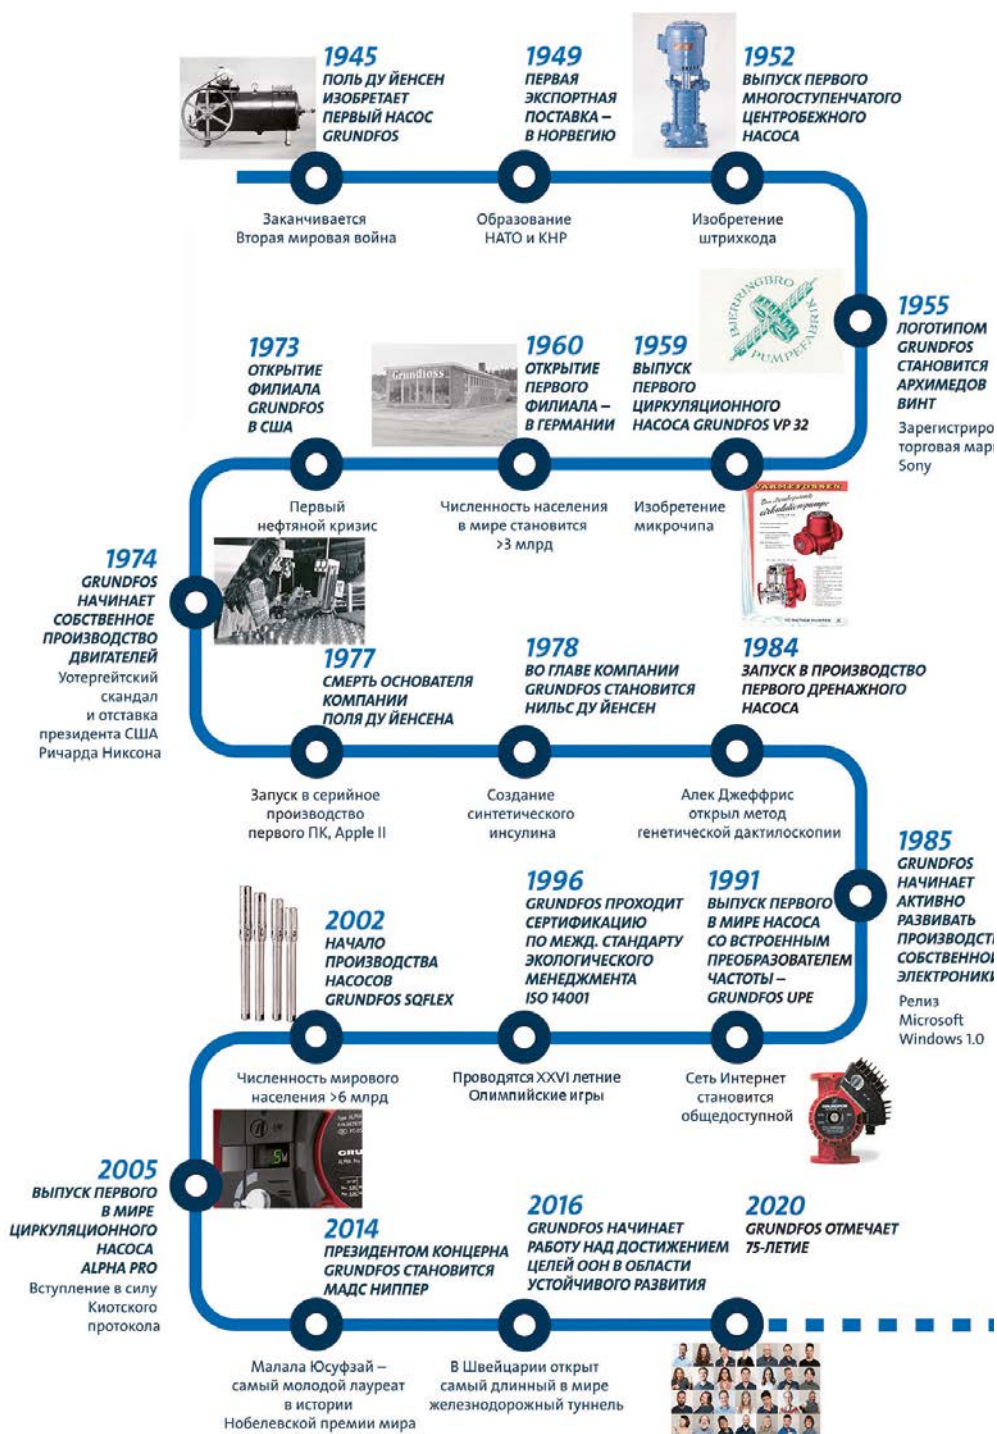 1945
ПОЛЬ ДУ ЙЕНСЕН
ИЗОБРЕТАЕТ
ПЕРВЫЙ НАСОС
GRUNDFOS
Заканчивается
Вторая мировая война
1949
ПЕРВАЯ
ЭКСПОРТНАЯ
ПОСТАВКА –
В НОРВЕГИЮ
Образование
НАТО и КНР
1952
ВЫПУСК ПЕРВОГО
МНОГОСТУПЕНЧАТОГО
ЦЕНТРОБЕЖНОГО
НАСОСА
Изобретение
штрихкода
BJERRINGBRO
PUMPEFABRIK
1955
ЛОГОТИПОМ
GRUNDFOS
СТАНОВИТСЯ
АРХИМЕДОВ
ВИНТ
Зарегистриро
торговая мар
Sony
1959
ВЫПУСК
ПЕРВОГО
ЦИРКУЛЯЦИОННОГО
НАСОСА GRUNDFOS VP 32
Изобретение
микрочипа
VARMEFOSSEN
cirkulationspumpe
Grundfoss
1960
ОТКРЫТИЕ
ПЕРВОГО
ФИЛИАЛА –
В ГЕРМАНИИ
Численность населения
в мире становится
>3 млрд
1973
ОТКРЫТИЕ
ФИЛИАЛА
GRUNDFOS
В США
Первый
нефтяной кризис
1974
GRUNDFOS
НАЧИНАЕТ
СОБСТВЕННОЕ
ПРОИЗВОДСТВО
ДВИГАТЕЛЕЙ
Уотергейтский
скандал
и отставка
президента США
Ричарда Никсона
1977
СМЕРТЬ ОСНОВАТЕЛЯ
КОМПАНИИ
ПОЛЯ ДУ ЙЕНСЕНА
Запуск в серийное
производство
первого ПК, Apple II
1978
ВО ГЛАВЕ КОМПАНИИ
GRUNDFOS СТАНОВИТСЯ
НИЛЬС ДУ ЙЕНСЕН
Создание
синтетического
инсулина
1984
ЗАПУСК В ПРОИЗВОДСТВО
ПЕРВОГО ДРЕНАЖНОГО
НАСОСА
Алек Джеффрис
открыл метод
генетической дактилоскопии
1985
GRUNDFOS
НАЧИНАЕТ
АКТИВНО
РАЗВИВАТЬ
ПРОИЗВОДСТВ
СОБСТВЕННОЙ
ЭЛЕКТРОНИКИ
Релиз
Microsoft
Windows 1.0
1991
ВЫПУСК ПЕРВОГО
В МИРЕ НАСОСА
СО ВСТРОЕННЫМ
ПРЕОБРАЗОВАТЕЛЕМ
ЧАСТОТЫ –
GRUNDFOS UPE
Сеть Интернет
становится
общедоступной
1996
GRUNDFOS ПРОХОДИТ
СЕРТИФИКАЦИЮ
ПО МЕЖД. СТАНДАРТУ
ЭКОЛОГИЧЕСКОГО
МЕНЕДЖМЕНТА
ISO 14001
Проводятся XXVI летние
Олимпийские игры
2002
НАЧАЛО
ПРОИЗВОДСТВА
НАСОСОВ
GRUNDFOS SQFLEX
Численность мирового
населения >6 млрд
2005
ВЫПУСК ПЕРВОГО
В МИРЕ
ЦИРКУЛЯЦИОННОГО
НАСОСА
ALPHA PRO
Вступление в силу
Киотского
протокола
2014
ПРЕЗИДЕНТОМ КОНЦЕРНА
GRUNDFOS СТАНОВИТСЯ
МАДС НИППЕР
Малала Юсуфзай –
самый молодой лауреат
в истории
Нобелевской премии мира
2016
GRUNDFOS НАЧИНАЕТ
РАБОТУ НАД ДОСТИЖЕНИЕМ
ЦЕЛЕЙ ООН В ОБЛАСТИ
УСТОЙЧИВОГО РАЗВИТИЯ
В Швейцарии открыт
самый длинный в мире
железнодорожный туннель
2020
GRUNDFOS ОТМЕЧАЕТ
75-ЛЕТИЕ